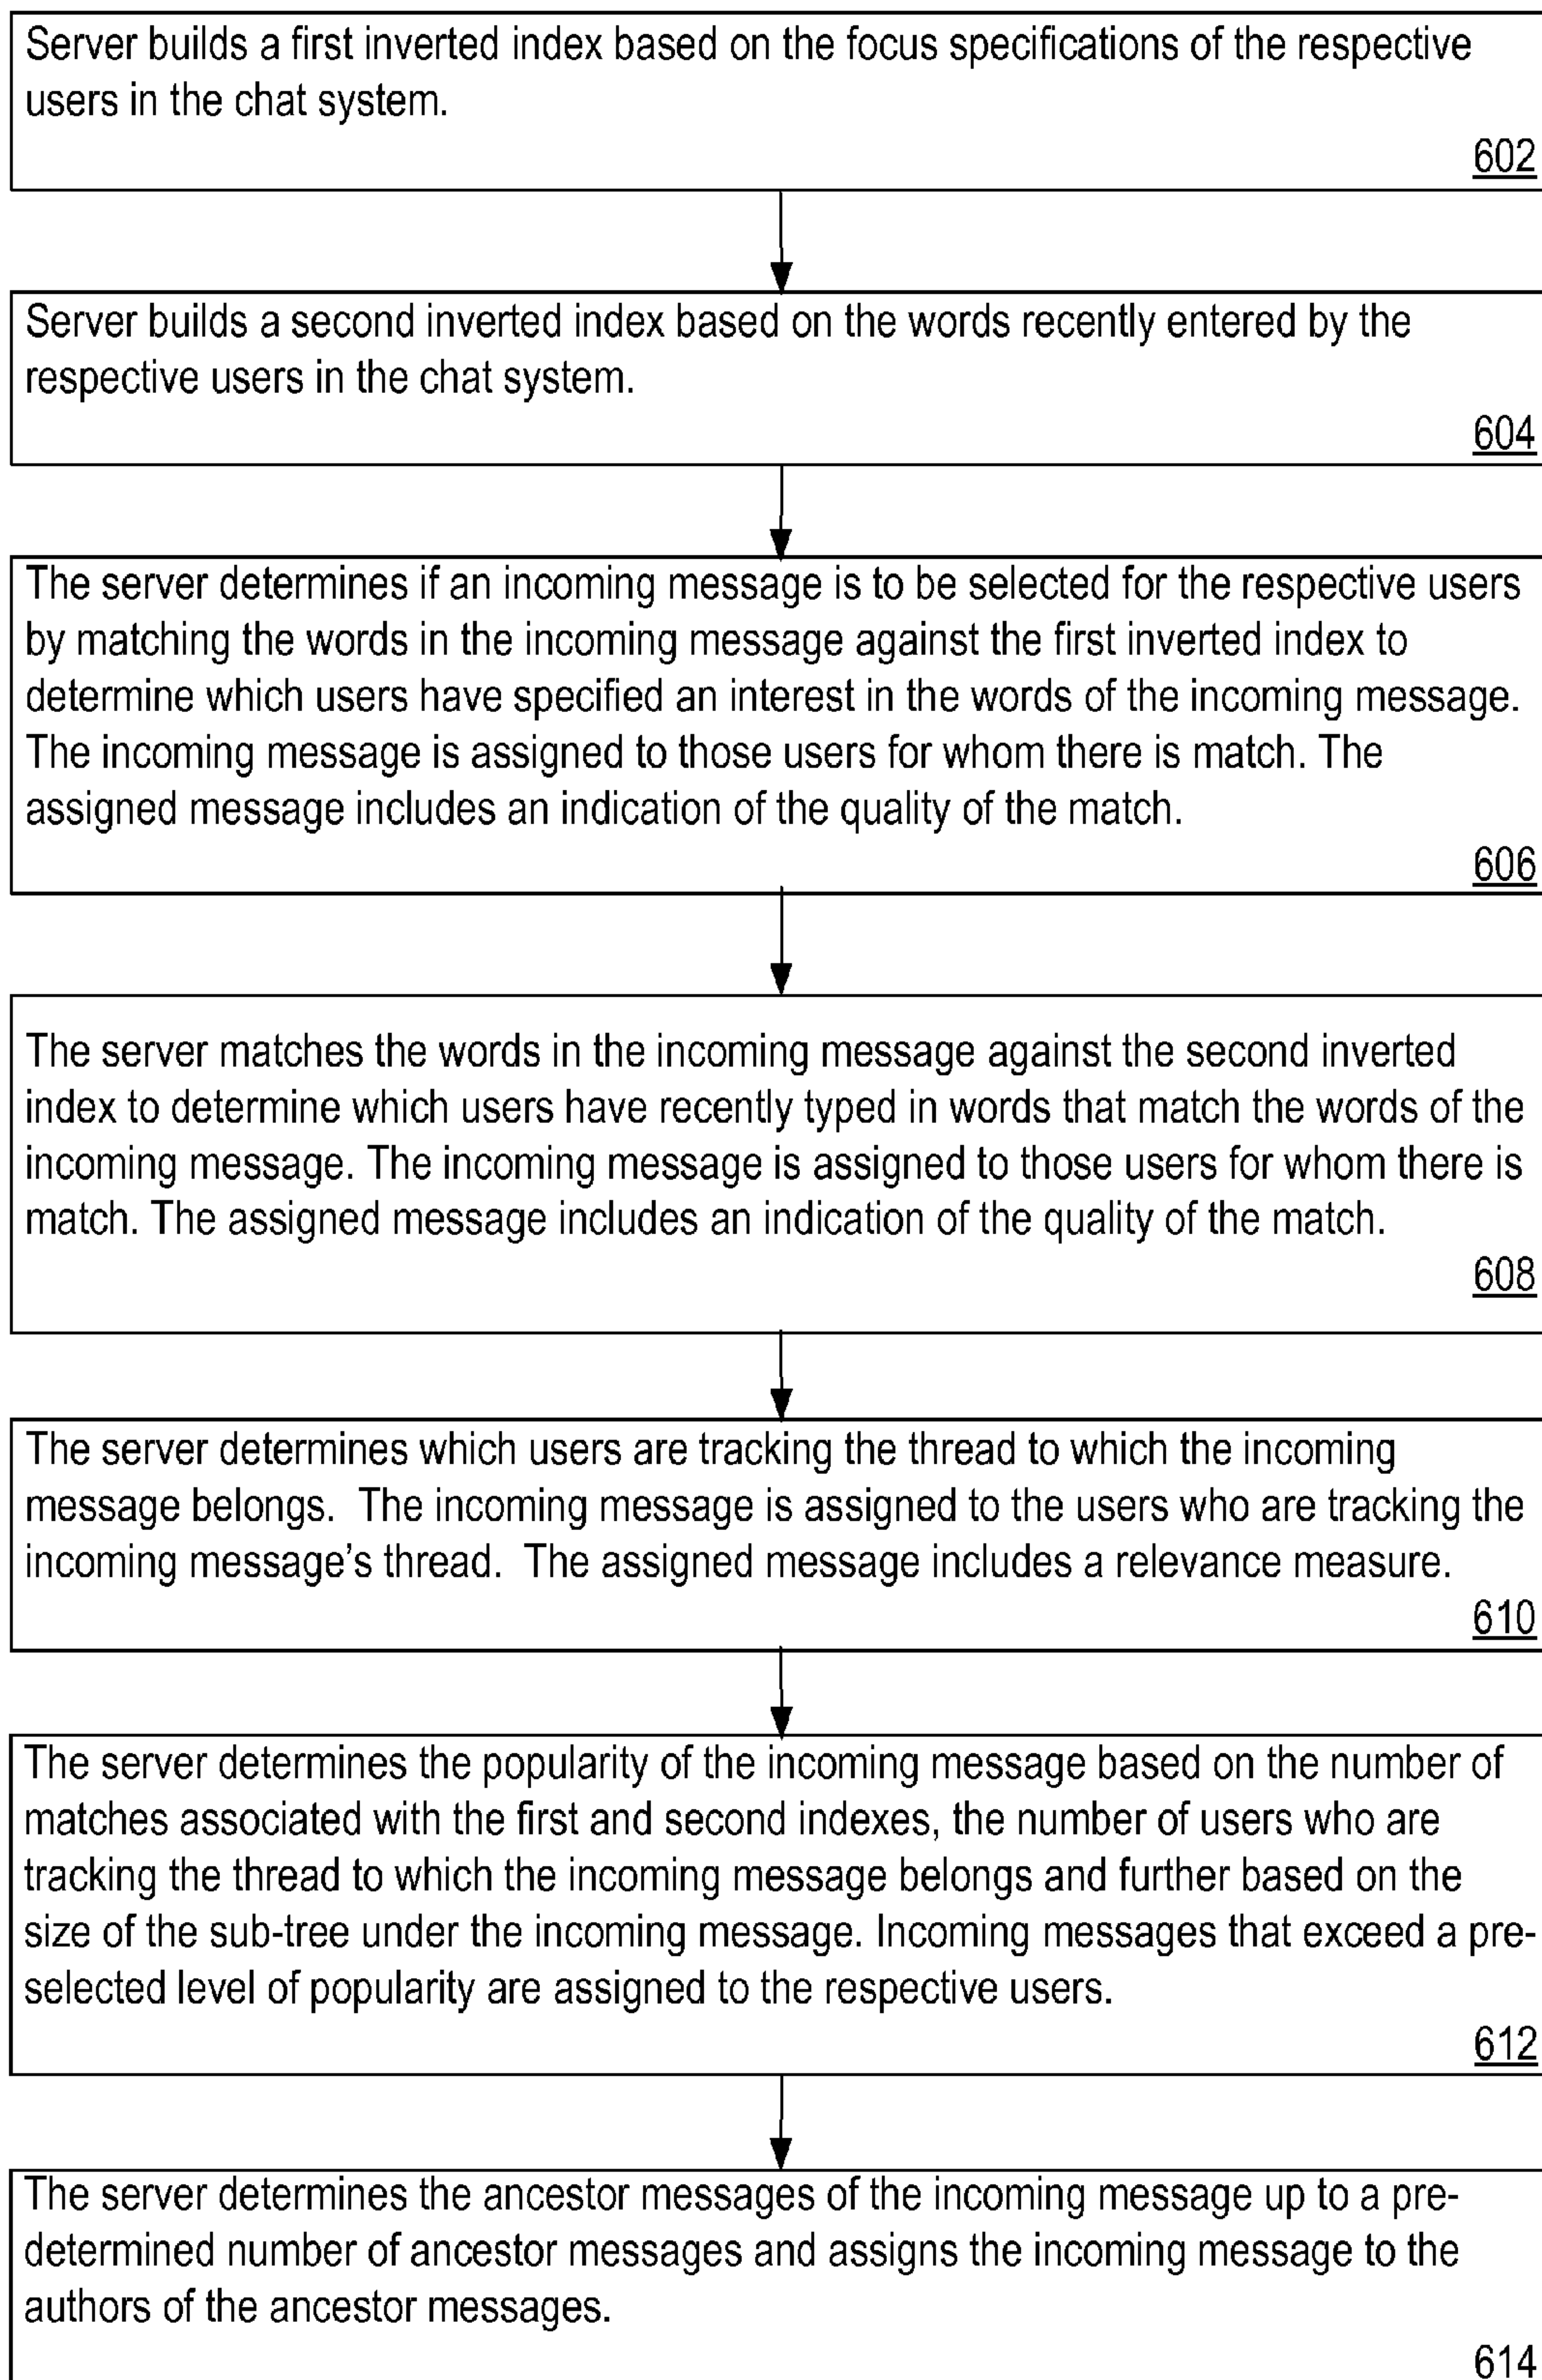 Server builds a first inverted index based on the focus specifications of the respective
users in the chat system.
602
Server builds a second inverted index based on the words recently entered by the
respective users in the chat system.
604
The server determines if an incoming message is to be selected for the respective users
by matching the words in the incoming message against the first inverted index to
determine which users have specified an interest in the words of the incoming message.
The incoming message is assigned to those users for whom there is match. The
assigned message includes an indication of the quality of the match.
606
The server matches the words in the incoming message against the second inverted
index to determine which users have recently typed in words that match the words of the
incoming message. The incoming message is assigned to those users for whom there is
match. The assigned message includes an indication of the quality of the match.
608
The server determines which users are tracking the thread to which the incoming
message belongs.  The incoming message is assigned to the users who are tracking the
incoming message's thread.  The assigned message includes a relevance measure.
610
The server determines the popularity of the incoming message based on the number of
matches associated with the first and second indexes, the number of users who are
tracking the thread to which the incoming message belongs and further based on the
size of the sub-tree under the incoming message. Incoming messages that exceed a pre-
selected level of popularity are assigned to the respective users.
612
The server determines the ancestor messages of the incoming message up to a pre-
determined number of ancestor messages and assigns the incoming message to the
authors of the ancestor messages.
614